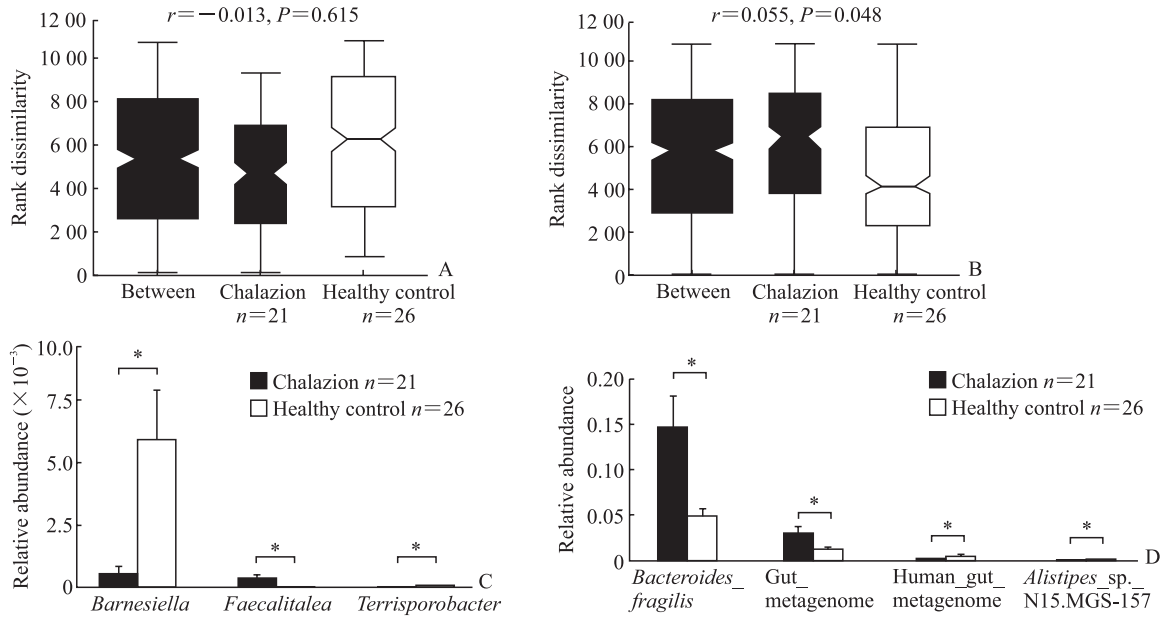 r=−0.013, P=0.615
12 00
10 00
8 00
6 00
4 00
2 00
0
Rank dissimilarity
Between
Chalazion
n=21
Healthy control
n=26
A
r=0.055, P=0.048
12 00
10 00
8 00
6 00
4 00
2 00
0
Rank dissimilarity
Between
Chalazion
n=21
Healthy control
n=26
B
10.0
7.5
5.0
2.5
0
Relative abundance (×10⁻³)
Chalazion n=21
Healthy control n=26
*
*
*
Barnesiella
Faecalitalea
Terrisporobacter
C
0.20
0.15
0.10
0.05
0
Relative abundance
Chalazion n=21
Healthy control n=26
*
*
*
*
Bacteroides_
fragilis
Gut_
metagenome
Human_gut_
metagenome
Alistipes_sp._
N15.MGS-157
D